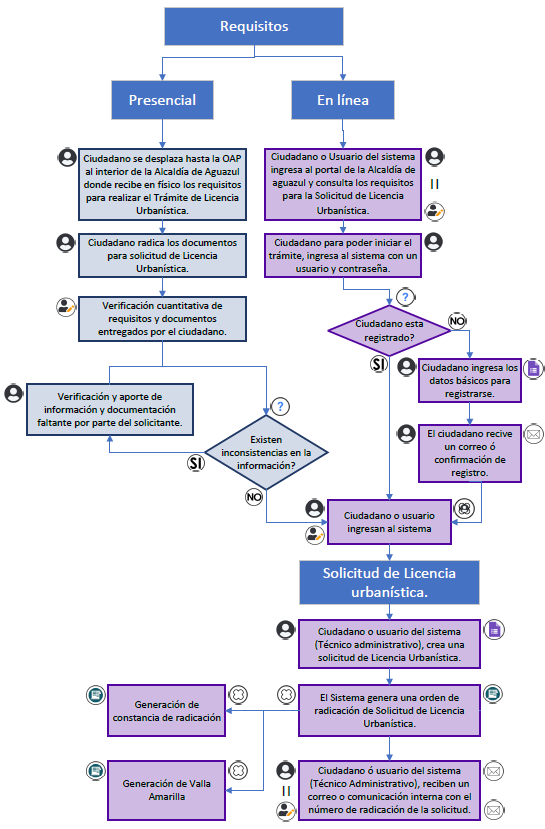 Requisitos
Presencial
En línea
Ciudadano se desplaza hasta la OAP
al interior de la Alcaldía de Aguazul
donde recibe en físico los requisitos
para realizar el Trámite de Licencia
Urbanística.
Ciudadano o Usuario del sistema
ingresa al portal de la Alcaldía de
aguazul y consulta los requisitos
para la Solicitud de Licencia
Urbanística.
Ciudadano radica los documentos
para solicitud de Licencia
Urbanística.
Ciudadano para poder iniciar el
trámite, ingresa al sistema con un
usuario y contraseña.
Verificación cuantitativa de
requisitos y documentos
entregados por el ciudadano.
?
Ciudadano esta
registrado?
NO
SI
Ciudadano ingresa los
datos básicos para
registrarse.
Verificación y aporte de
información y documentación
faltante por parte del solicitante.
?
Existen
inconsistencias en la
información?
SI
NO
El ciudadano recive
un correo ó
confirmación de
registro.
Ciudadano o usuario
ingresan al sistema
Solicitud de Licencia
urbanística.
Ciudadano o usuario del sistema
(Técnico administrativo), crea una
solicitud de Licencia Urbanística.
Generación de
constancia de radicación
El Sistema genera una orden de
radicación de Solicitud de Licencia
Urbanística.
Generación de Valla
Amarilla
Ciudadano ó usuario del sistema
(Técnico Administrativo), reciben un
correo o comunicación interna con el
número de radicación de la solicitud.